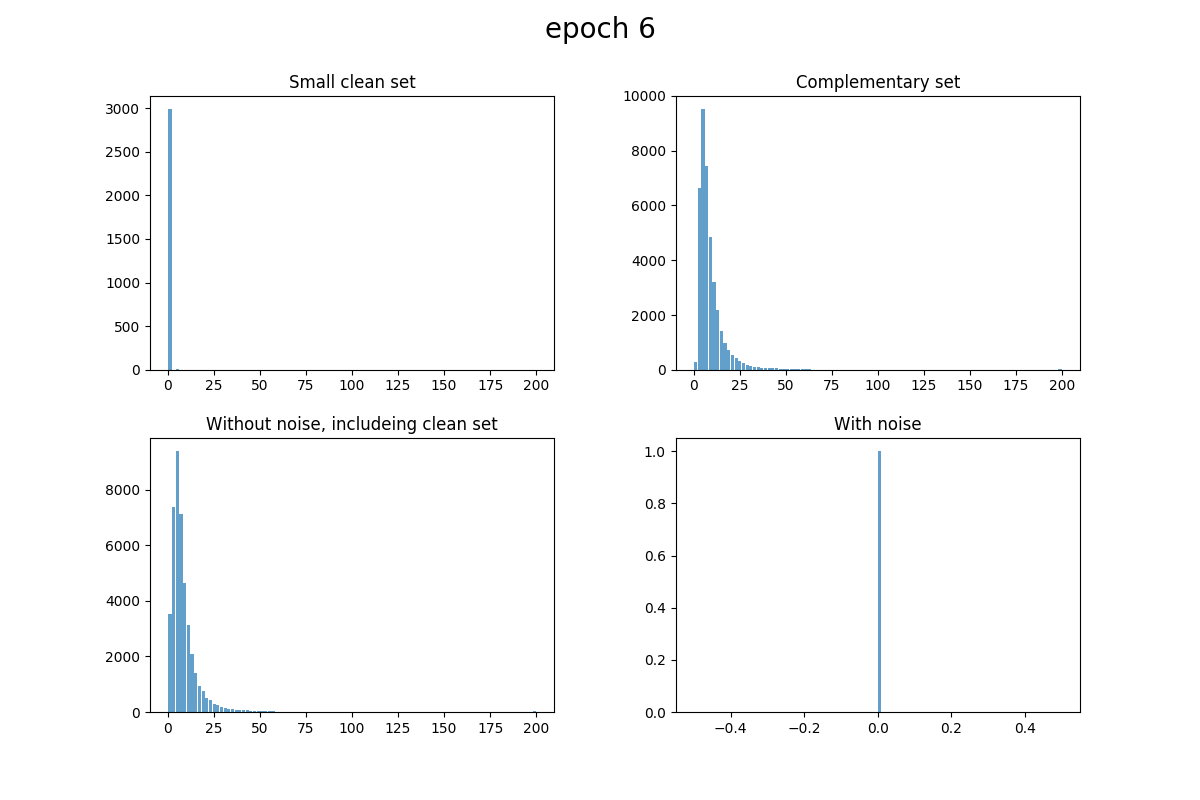 epoch 6
Small clean set
3000
2500
2000
1500
1000
500
0
0 25 50 75 100 125 150 175 200
Complementary set
10000
8000
6000
4000
2000
0
0 25 50 75 100 125 150 175 200
Without noise, includeing clean set
8000
6000
4000
2000
0
0 25 50 75 100 125 150 175 200
With noise
1.0
0.8
0.6
0.4
0.2
0.0
−0.4 −0.2 0.0 0.2 0.4